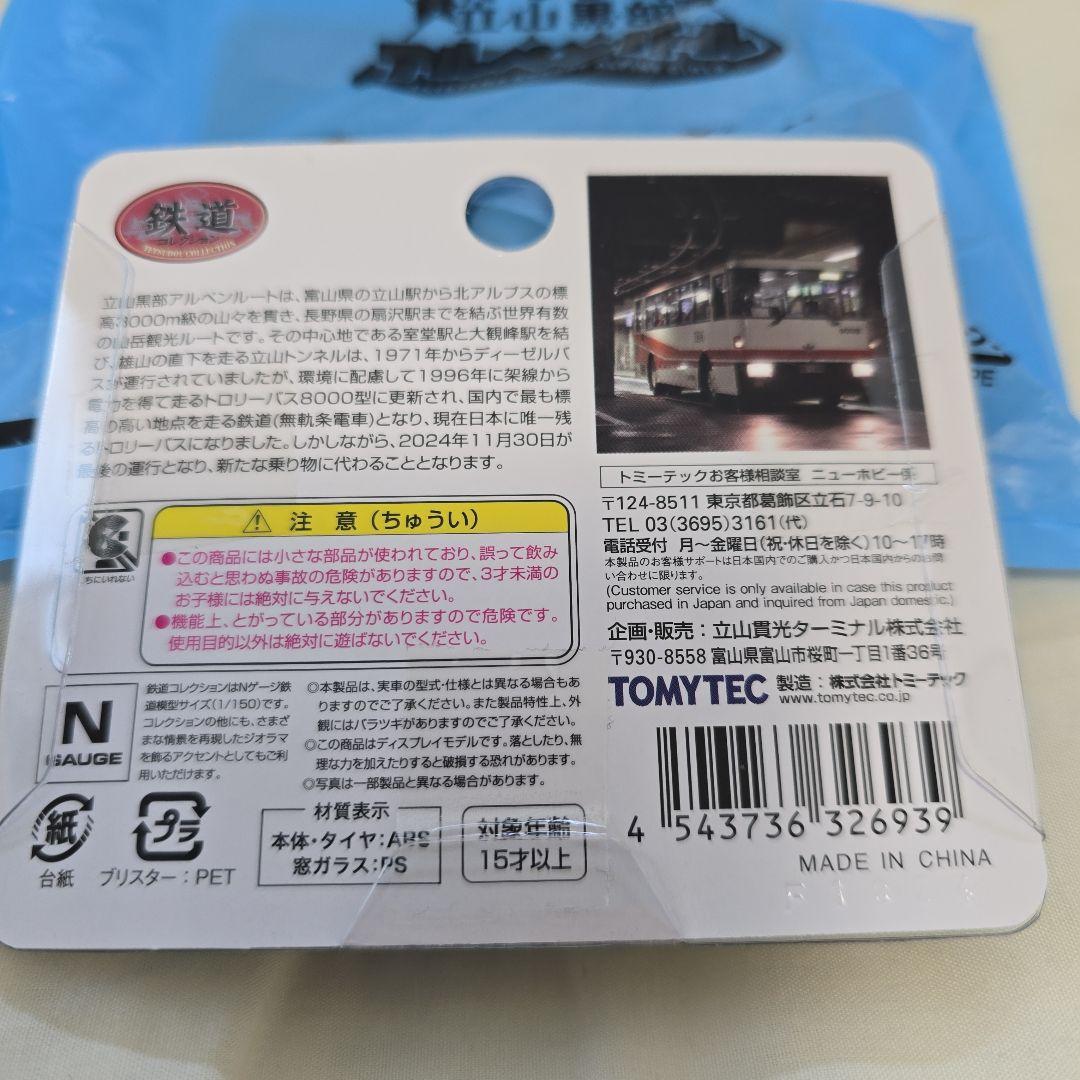 立山黒部
アルペンルート
鉄道
コレクション
TETSUDOU COLLECTION
立山黒部アルペンルートは、富山県の立山駅から北アルプスの標
高3000m級の山々を貫き、長野県の扇沢駅までを結ぶ世界有数
の山岳観光ルートです。その中心地である室堂駅と大観峰駅を結
び、雄山の直下を走る立山トンネルは、1971年からディーゼルバ
スが運行されていましたが、環境に配慮して1996年に架線から
電力を得て走るトロリーバス8000型に更新され、国内で最も標
高の高い地点を走る鉄道(無軌条電車)となり、現在日本に唯一残
るトロリーバスになりました。しかしながら、2024年11月30日が
最後の運行となり、新たな乗り物に代わることとなります。
トミーテックお客様相談室 ニューホビー係
〒124-8511 東京都葛飾区立石7-9-10
TEL 03(3695)3161(代)
電話受付 月〜金曜日(祝・休日を除く)10〜17時
本製品のお客様サポートは日本国内でのご購入かつ日本国内からのお問
い合わせに限ります。
(Customer service is only available in case this product
purchased in Japan and inquired from Japan domestic.)
企画・販売：立山貫光ターミナル株式会社
〒930-8558 富山県富山市桜町一丁目1番36号
TOMYTEC 製造：株式会社トミーテック
www.tomytec.co.jp
注 意（ちゅうい）
●この商品には小さな部品が使われており、誤って飲み
込むと思わぬ事故の危険がありますので、3才未満の
お子様には絶対に与えないでください。
●機能上、とがっている部分がありますので危険です。
使用目的以外は絶対に遊ばないでください。
ちにいれない
N
GAUGE
鉄道コレクションはNゲージ鉄
道模型サイズ(1/150)です。
コレクションの他にも、さまざ
まな情景を再現したジオラマ
を飾るアクセントとしてもご利
用いただけます。
◎本製品は、実車の型式・仕様とは異なる場合もあ
りますのでご了承ください。また製品特性上、外
観にはバラツギがありますのでご了承ください。
◎この商品はディスプレイモデルです。落としたり、無
理な力を加えたりすると破損する恐れがあります。
◎写真は一部製品と異なる場合があります。
紙
台紙
プラ
ブリスター：PET
材質表示
本体・タイヤ：ABS
窓ガラス：PS
対象年齢
15才以上
4 543736 326939
MADE IN CHINA